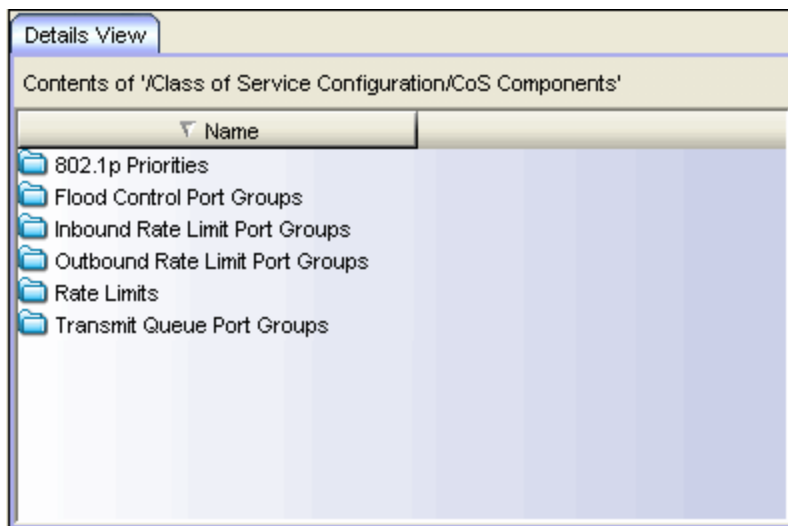 Details View
Contents of '/Class of Service Configuration/CoS Components'
Name
802.1p Priorities
Flood Control Port Groups
Inbound Rate Limit Port Groups
Outbound Rate Limit Port Groups
Rate Limits
Transmit Queue Port Groups